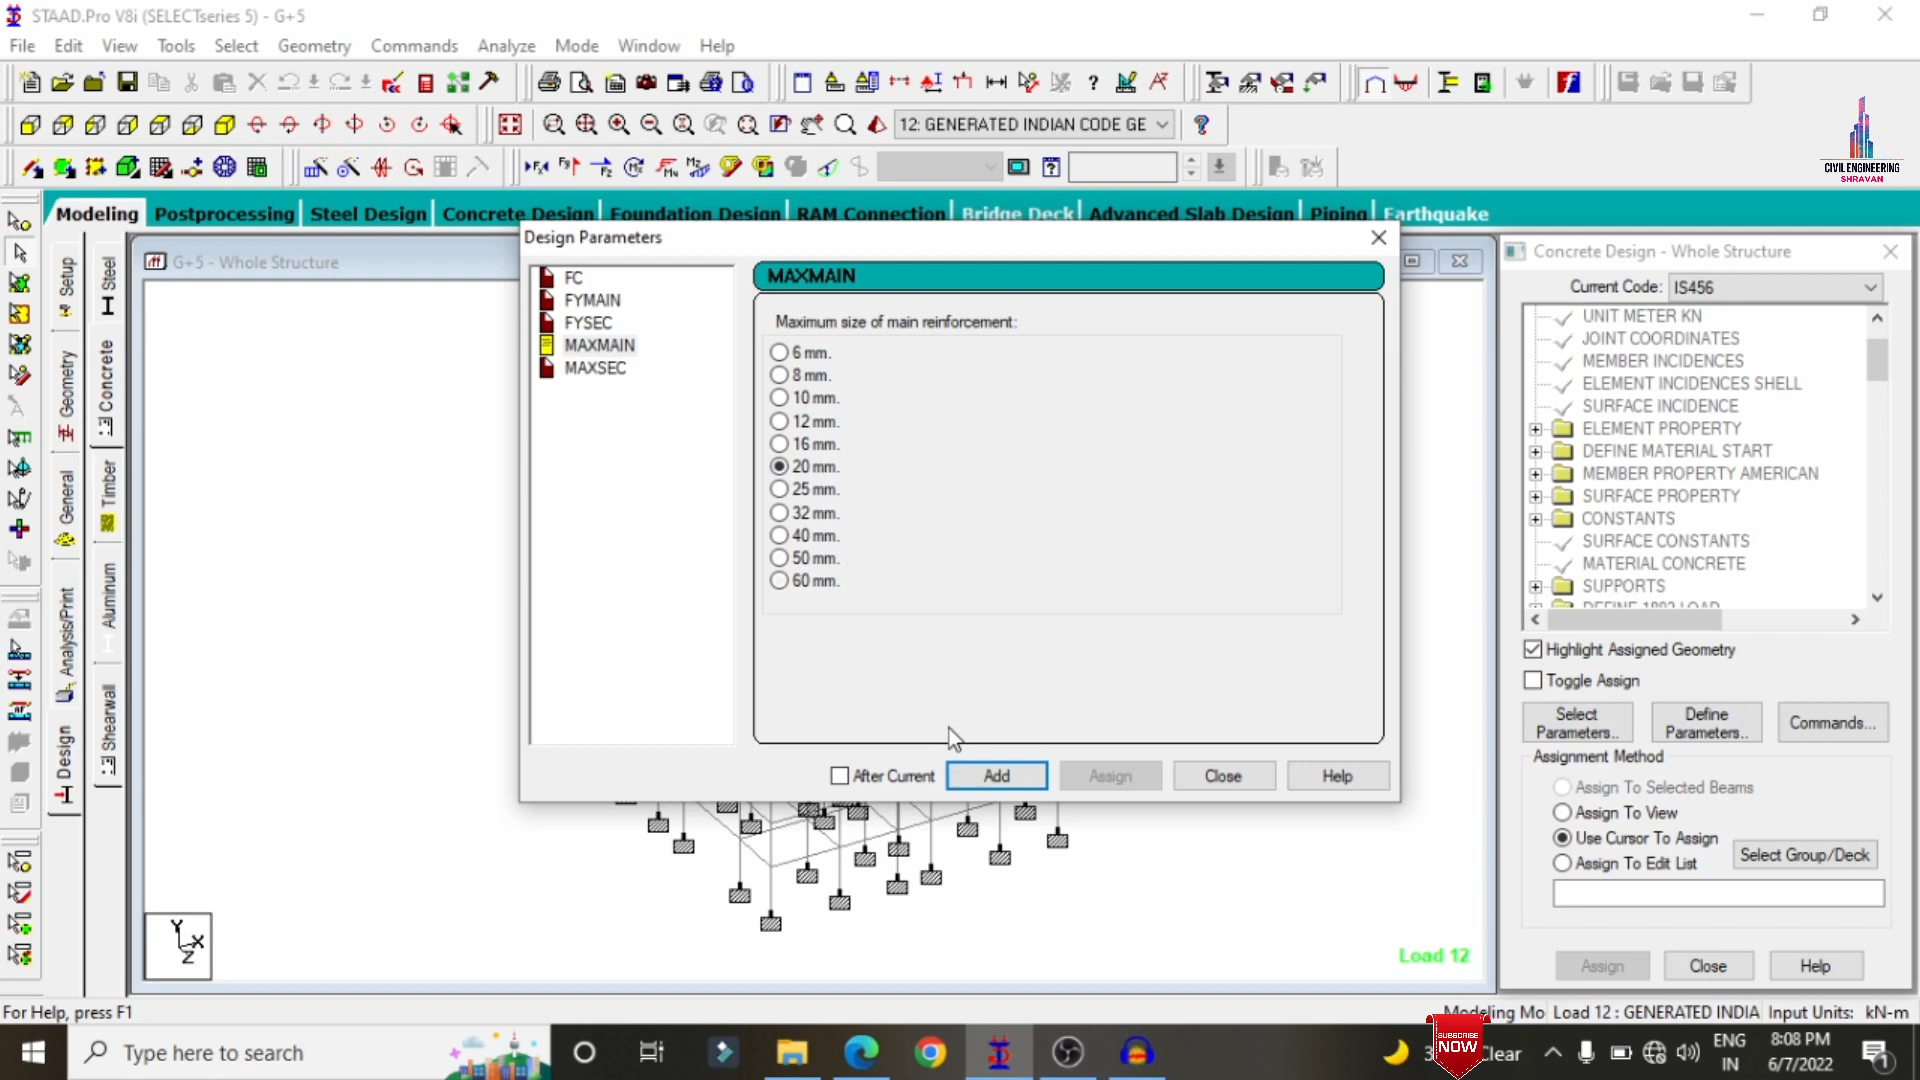 STAAD.Pro V8i (SELECTseries 5) - G+5
File Edit View Tools Select Geometry Commands Analyze Mode Window Help
12: GENERATED INDIAN CODE GE
CIVIL ENGINEERING
SHRAVAN
Modeling Postprocessing Steel Design Concrete Design Foundation Design RAM Connection Bridge Deck Advanced Slab Design Piping Earthquake
Setup
Geometry
General
Analysis/Print
Design
Steel
Concrete
Timber
Aluminum
Shearwall
G+5 - Whole Structure
Design Parameters
FC
FYMAIN
FYSEC
MAXMAIN
MAXSEC
MAXMAIN
Maximum size of main reinforcement:
6 mm.
8 mm.
10 mm.
12 mm.
16 mm.
20 mm.
25 mm.
32 mm.
40 mm.
50 mm.
60 mm.
After Current Add Assign Close Help
Y
X
Z
Load 12
Concrete Design - Whole Structure
Current Code: IS456
UNIT METER KN
JOINT COORDINATES
MEMBER INCIDENCES
ELEMENT INCIDENCES SHELL
SURFACE INCIDENCE
ELEMENT PROPERTY
DEFINE MATERIAL START
MEMBER PROPERTY AMERICAN
SURFACE PROPERTY
CONSTANTS
SURFACE CONSTANTS
MATERIAL CONCRETE
SUPPORTS
DEFINE 1893 LOAD
Highlight Assigned Geometry
Toggle Assign
Select Parameters.. Define Parameters.. Commands...
Assignment Method
Assign To Selected Beams
Assign To View
Use Cursor To Assign
Assign To Edit List
Select Group/Deck
Assign Close Help
For Help, press F1
Modeling Mo Load 12 : GENERATED INDIA Input Units: kN-m
Type here to search
SUBSCRIBE
NOW
Clear
ENG
IN
8:08 PM
6/7/2022
1